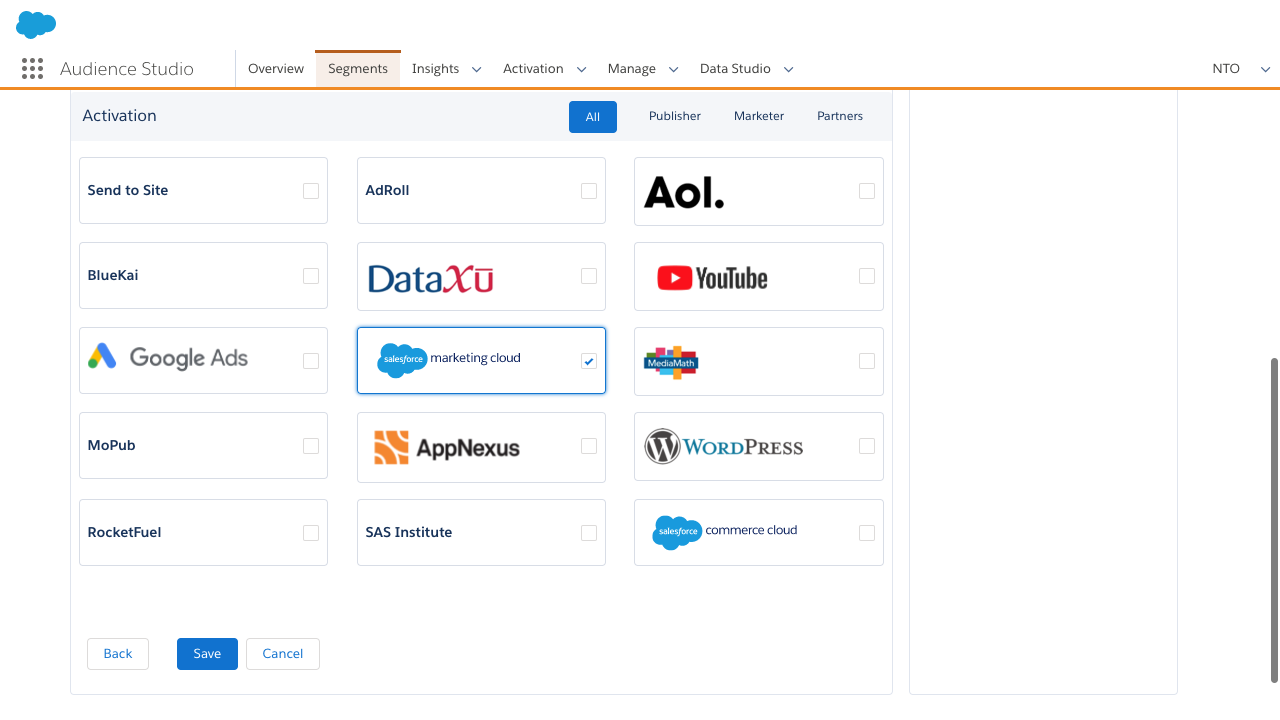 Audience Studio
Overview
Segments
Insights
Activation
Manage
Data Studio
NTO
Activation
All
Publisher
Marketer
Partners
Send to Site
AdRoll
Aol.
BlueKai
DataXū
YouTube
Google Ads
salesforce marketing cloud
MediaMath
MoPub
AppNexus
WORDPRESS
RocketFuel
SAS Institute
salesforce commerce cloud
Back
Save
Cancel